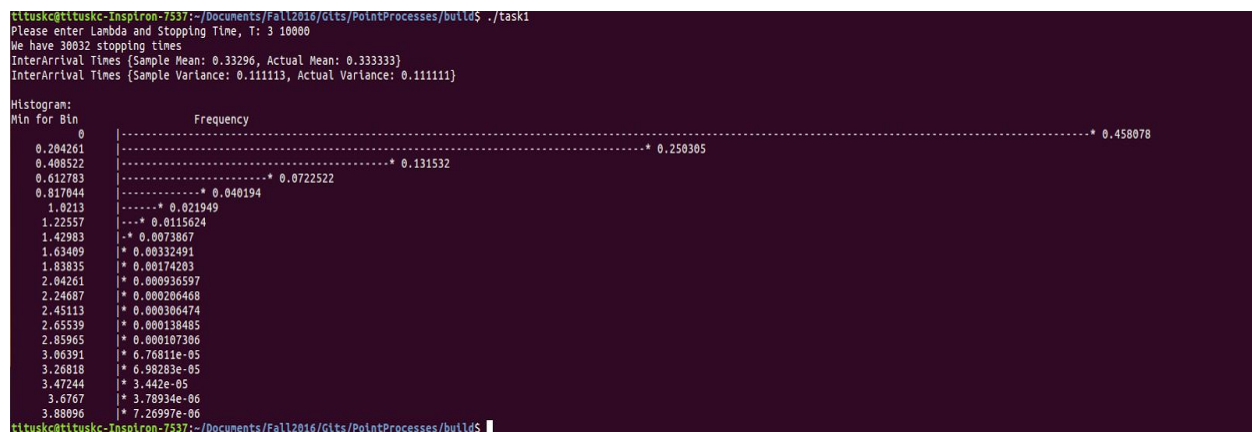 tituskc@tituskc-Inspiron-7537:~/Documents/Fall2016/Gits/PointProcesses/build$ ./task1
Please enter Lambda and Stopping Time, T: 3 10000
We have 30032 stopping times
InterArrival Times {Sample Mean: 0.33296, Actual Mean: 0.333333}
InterArrival Times {Sample Variance: 0.111113, Actual Variance: 0.111111}
Histogram:
Min for Bin Frequency
0 |---* 0.458078
0.204261 |---* 0.250305
0.408522 |---* 0.131532
0.612783 |------------------------* 0.0722522
0.817044 |-------------* 0.040194
1.0213 |------* 0.021949
1.22557 |---* 0.0115624
1.42983 |-* 0.0073867
1.63409 |* 0.00332491
1.83835 |* 0.00174203
2.04261 |* 0.000936597
2.24687 |* 0.000206468
2.45113 |* 0.000306474
2.65539 |* 0.000138485
2.85965 |* 0.000107306
3.06391 |* 6.76811e-05
3.26818 |* 6.98283e-05
3.47244 |* 3.442e-05
3.6767 |* 3.78934e-06
3.88096 |* 7.26997e-06
tituskc@tituskc-Inspiron-7537:~/Documents/Fall2016/Gits/PointProcesses/build$